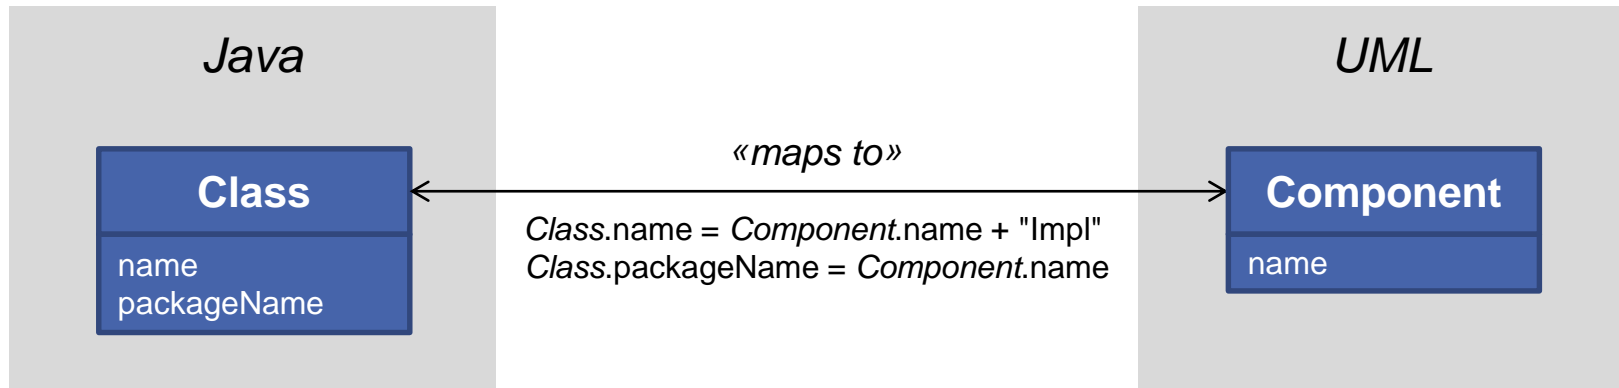 Java
UML
«maps to»
Class
Component
Class.name = Component.name + "Impl"
Class.packageName = Component.name
name
packageName
name